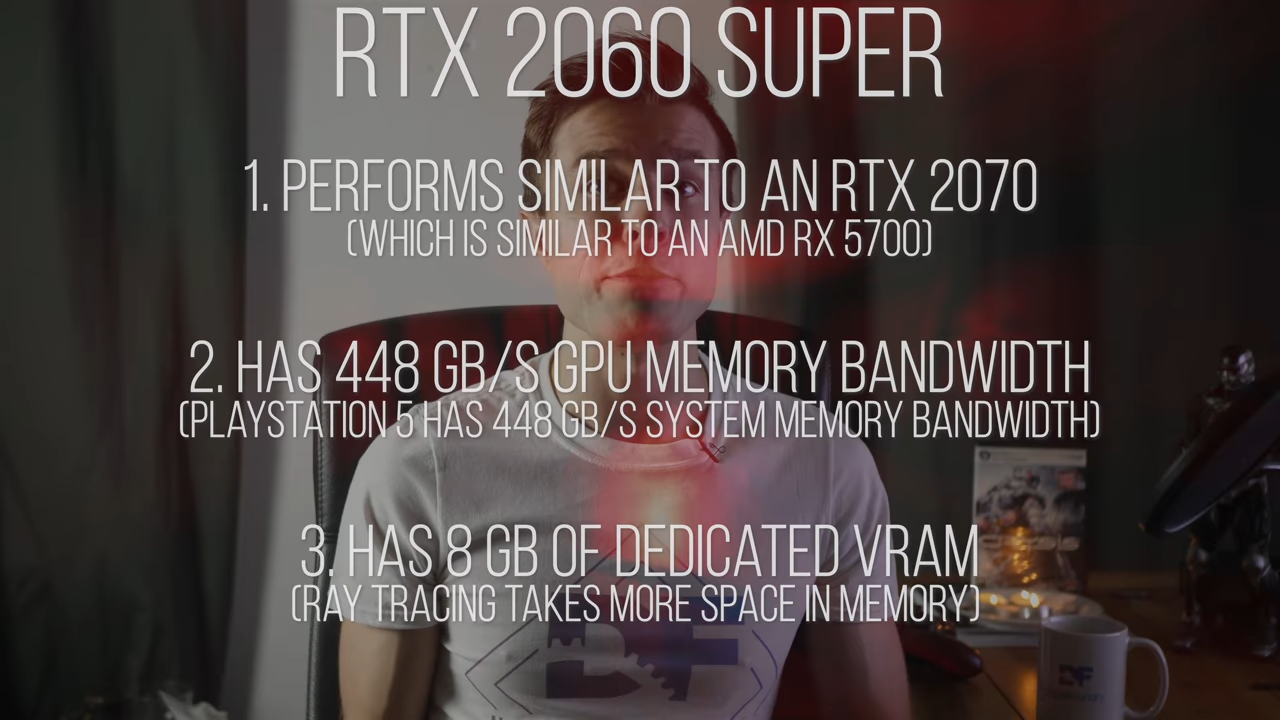 RTX 2060 SUPER
1. PERFORMS SIMILAR TO AN RTX 2070
(WHICH IS SIMILAR TO AN AMD RX 5700)
2. HAS 448 GB/S GPU MEMORY BANDWIDTH
(PLAYSTATION 5 HAS 448 GB/S SYSTEM MEMORY BANDWIDTH)
3. HAS 8 GB OF DEDICATED VRAM
(RAY TRACING TAKES MORE SPACE IN MEMORY)
DF
DF